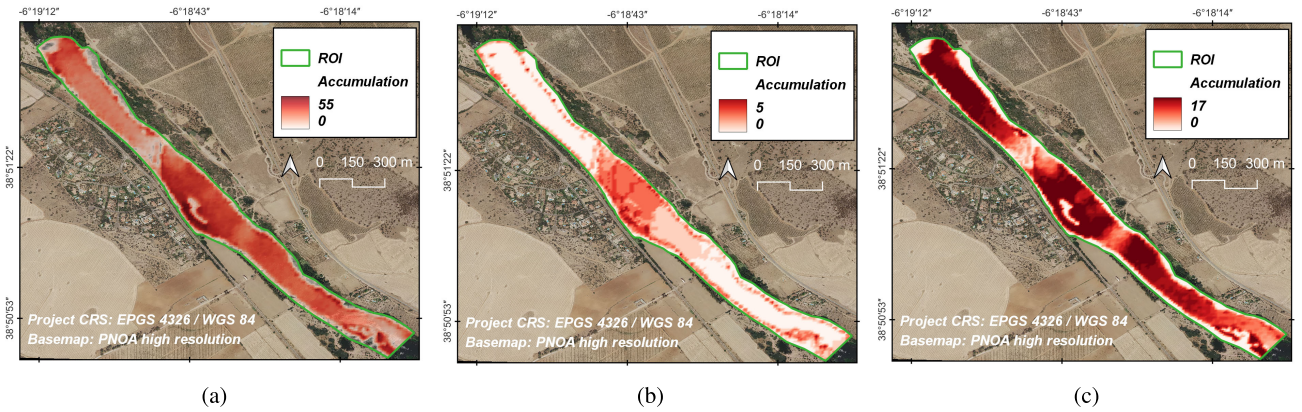 -6°19'12" -6°18'43" -6°18'14"
38°51'22"
38°50'53"
ROI
Accumulation
55
0
0 150 300 m
Project CRS: EPGS 4326 / WGS 84
Basemap: PNOA high resolution
(a)
-6°19'12" -6°18'43" -6°18'14"
38°51'22"
38°50'53"
ROI
Accumulation
5
0
0 150 300 m
Project CRS: EPGS 4326 / WGS 84
Basemap: PNOA high resolution
(b)
-6°19'12" -6°18'43" -6°18'14"
38°51'22"
38°50'53"
ROI
Accumulation
17
0
0 150 300 m
Project CRS: EPGS 4326 / WGS 84
Basemap: PNOA high resolution
(c)